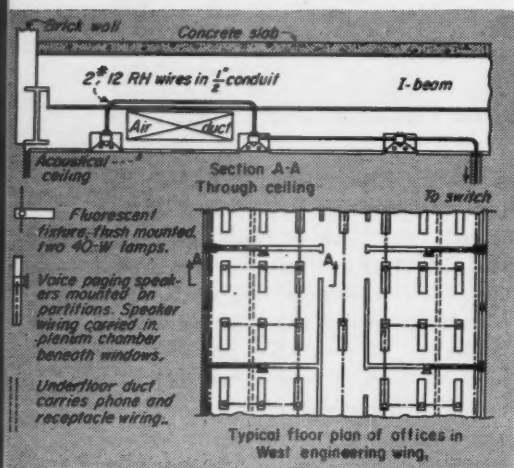 Brick wall
Concrete slab
2, #12 RH wires in 1/2" conduit
I-beam
Air duct
Acoustical
ceiling
Section A-A
Through ceiling
To switch
Fluorescent
fixture, flush mounted,
two 40-W lamps.
Voice paging speak-
ers mounted on
partitions. Speaker
wiring carried in
plenum chamber
beneath windows.
Underfloor duct
carries phone and
receptacle wiring.
A
A
Typical floor plan of offices in
West engineering wing.